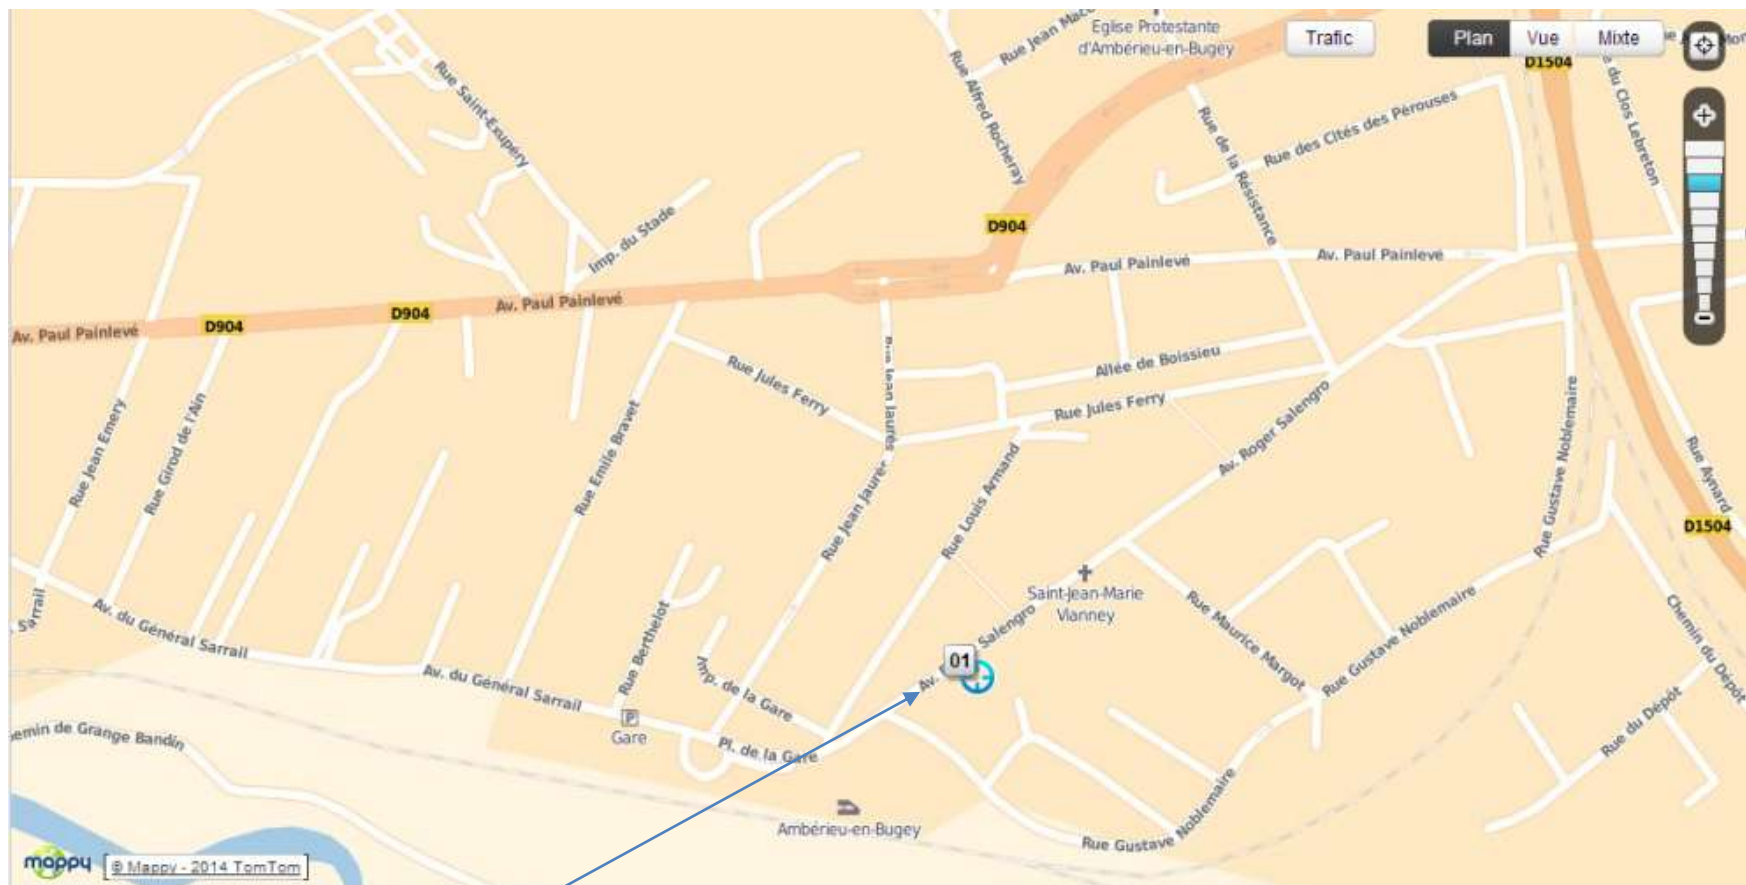 Rue Jean Macé
Eglise Protestante
d'Ambérieu-en-Bugey
Trafic
Plan
Vue
Mixte
D1504
Rue Saint-Exupéry
Rue Alfred Rocheray
Rue de la Résistance
Rue des Cités des Pérouses
e du Clos Lebreton
Imp. du Stade
D904
Av. Paul Painlevé
Av. Paul Painlevé
Av. Paul Painlevé
D904
D904
Av. Paul Painlevé
Rue Jean Jaurès
Allée de Boissieu
Rue Jules Ferry
Rue Jules Ferry
Rue Jean Emery
Rue Girod de l'Ain
Rue Emile Bravet
Rue Jean Jaurès
Rue Louis Armand
Av. Roger Salengro
Rue Gustave Noblemaire
Rue Aynard
D1504
Saint-Jean-Marie
Vianney
Av. du Général Sarrail
Sarrail
Rue Berthelot
Av. Salengro
01
Rue Maurice Margot
Rue Gustave Noblemaire
Chemin du Dépôt
Av. du Général Sarrail
Imp. de la Gare
P
Gare
Pl. de la Gare
emin de Grange Bandin
Rue du Dépôt
Ambérieu-en-Bugey
Rue Gustave Noblemaire
mappy
© Mappy - 2014 TomTom